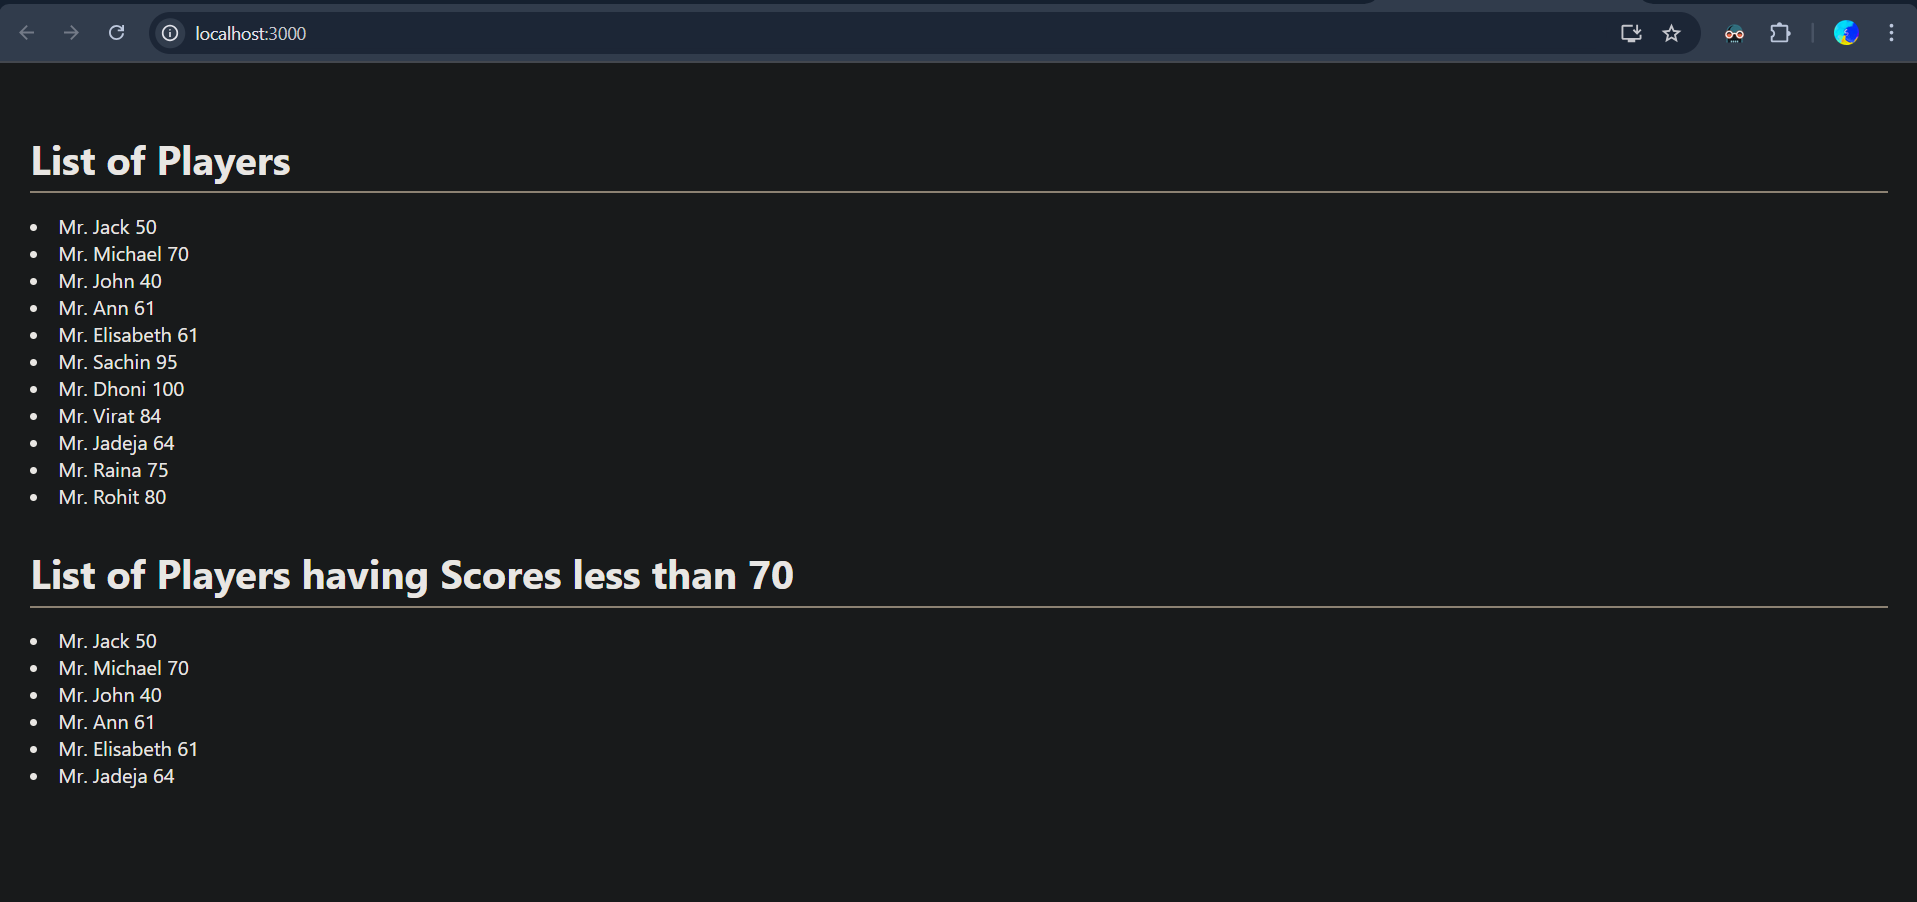 localhost:3000
List of Players
Mr. Jack 50
Mr. Michael 70
Mr. John 40
Mr. Ann 61
Mr. Elisabeth 61
Mr. Sachin 95
Mr. Dhoni 100
Mr. Virat 84
Mr. Jadeja 64
Mr. Raina 75
Mr. Rohit 80
List of Players having Scores less than 70
Mr. Jack 50
Mr. Michael 70
Mr. John 40
Mr. Ann 61
Mr. Elisabeth 61
Mr. Jadeja 64